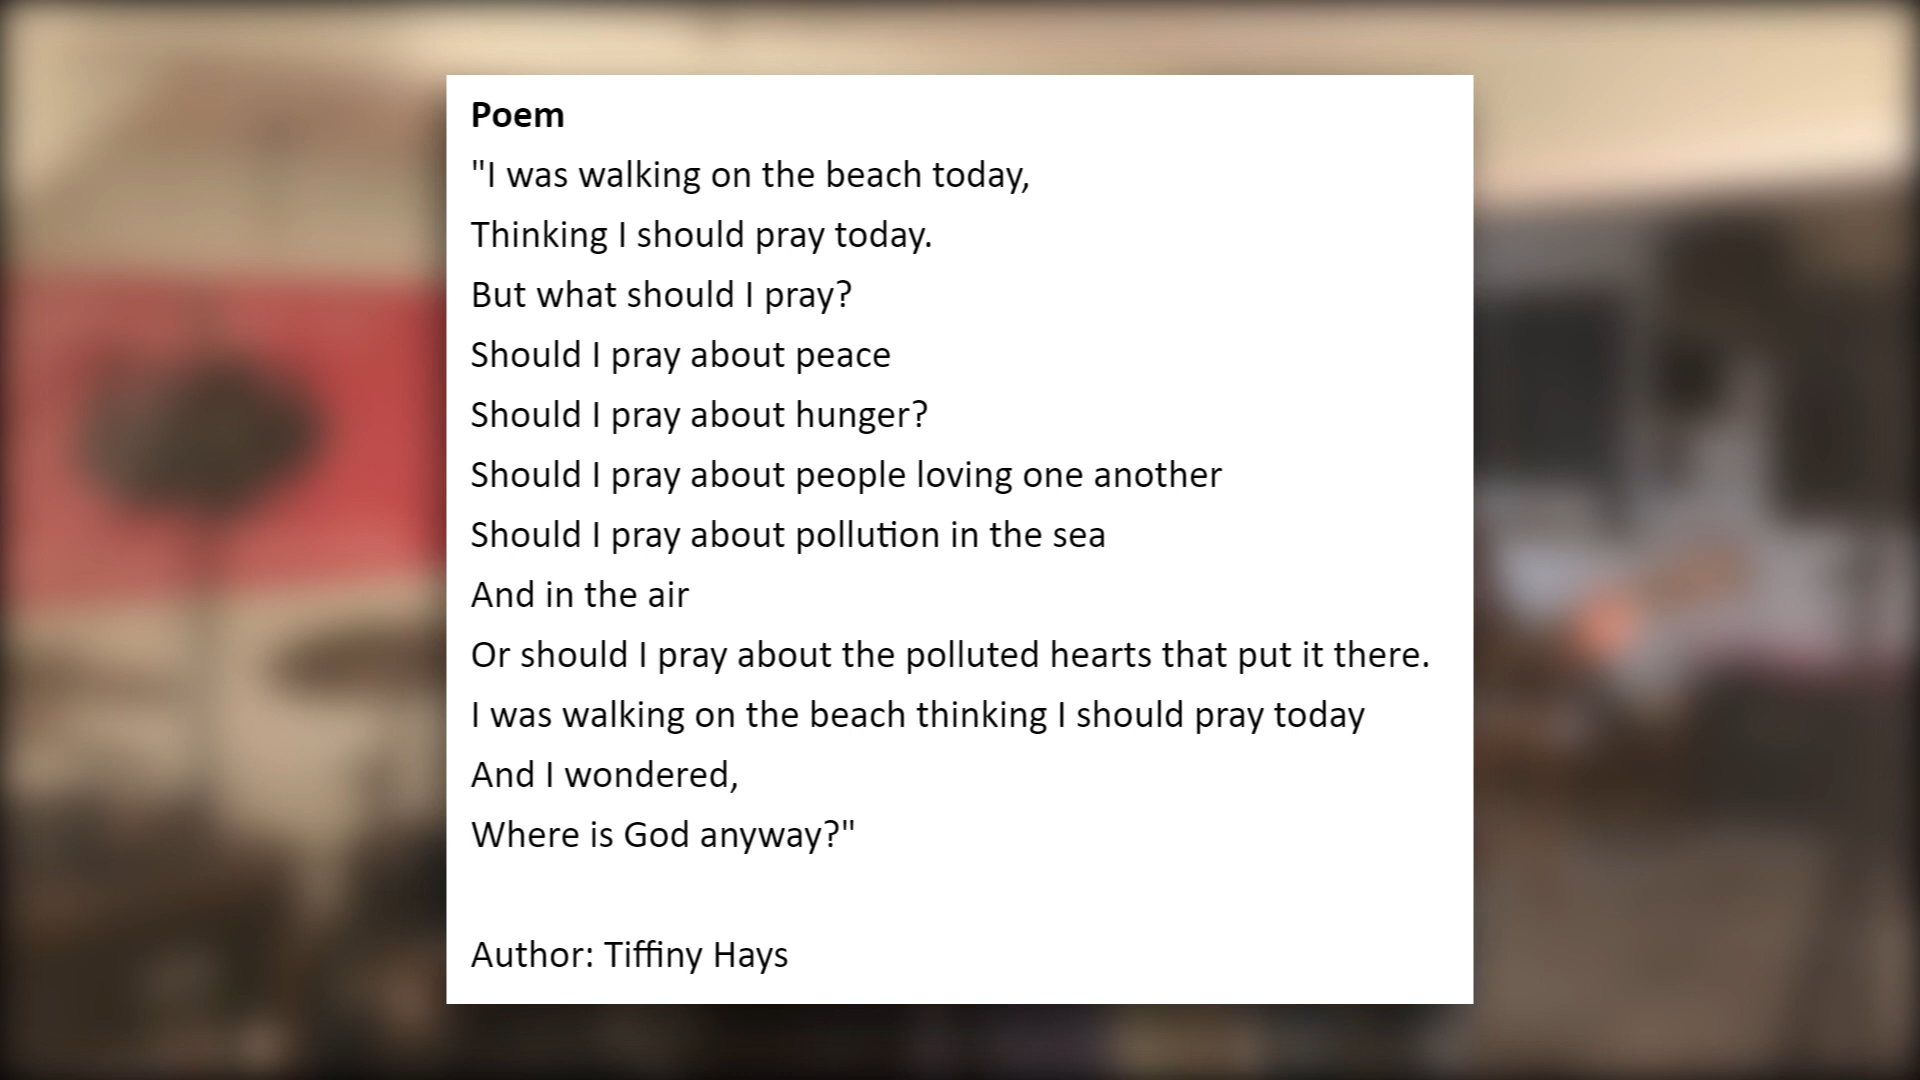 Poem
"I was walking on the beach today,
Thinking I should pray today.
But what should I pray?
Should I pray about peace
Should I pray about hunger?
Should I pray about people loving one another
Should I pray about pollution in the sea
And in the air
Or should I pray about the polluted hearts that put it there.
I was walking on the beach thinking I should pray today
And I wondered,
Where is God anyway?"
Author: Tiffiny Hays